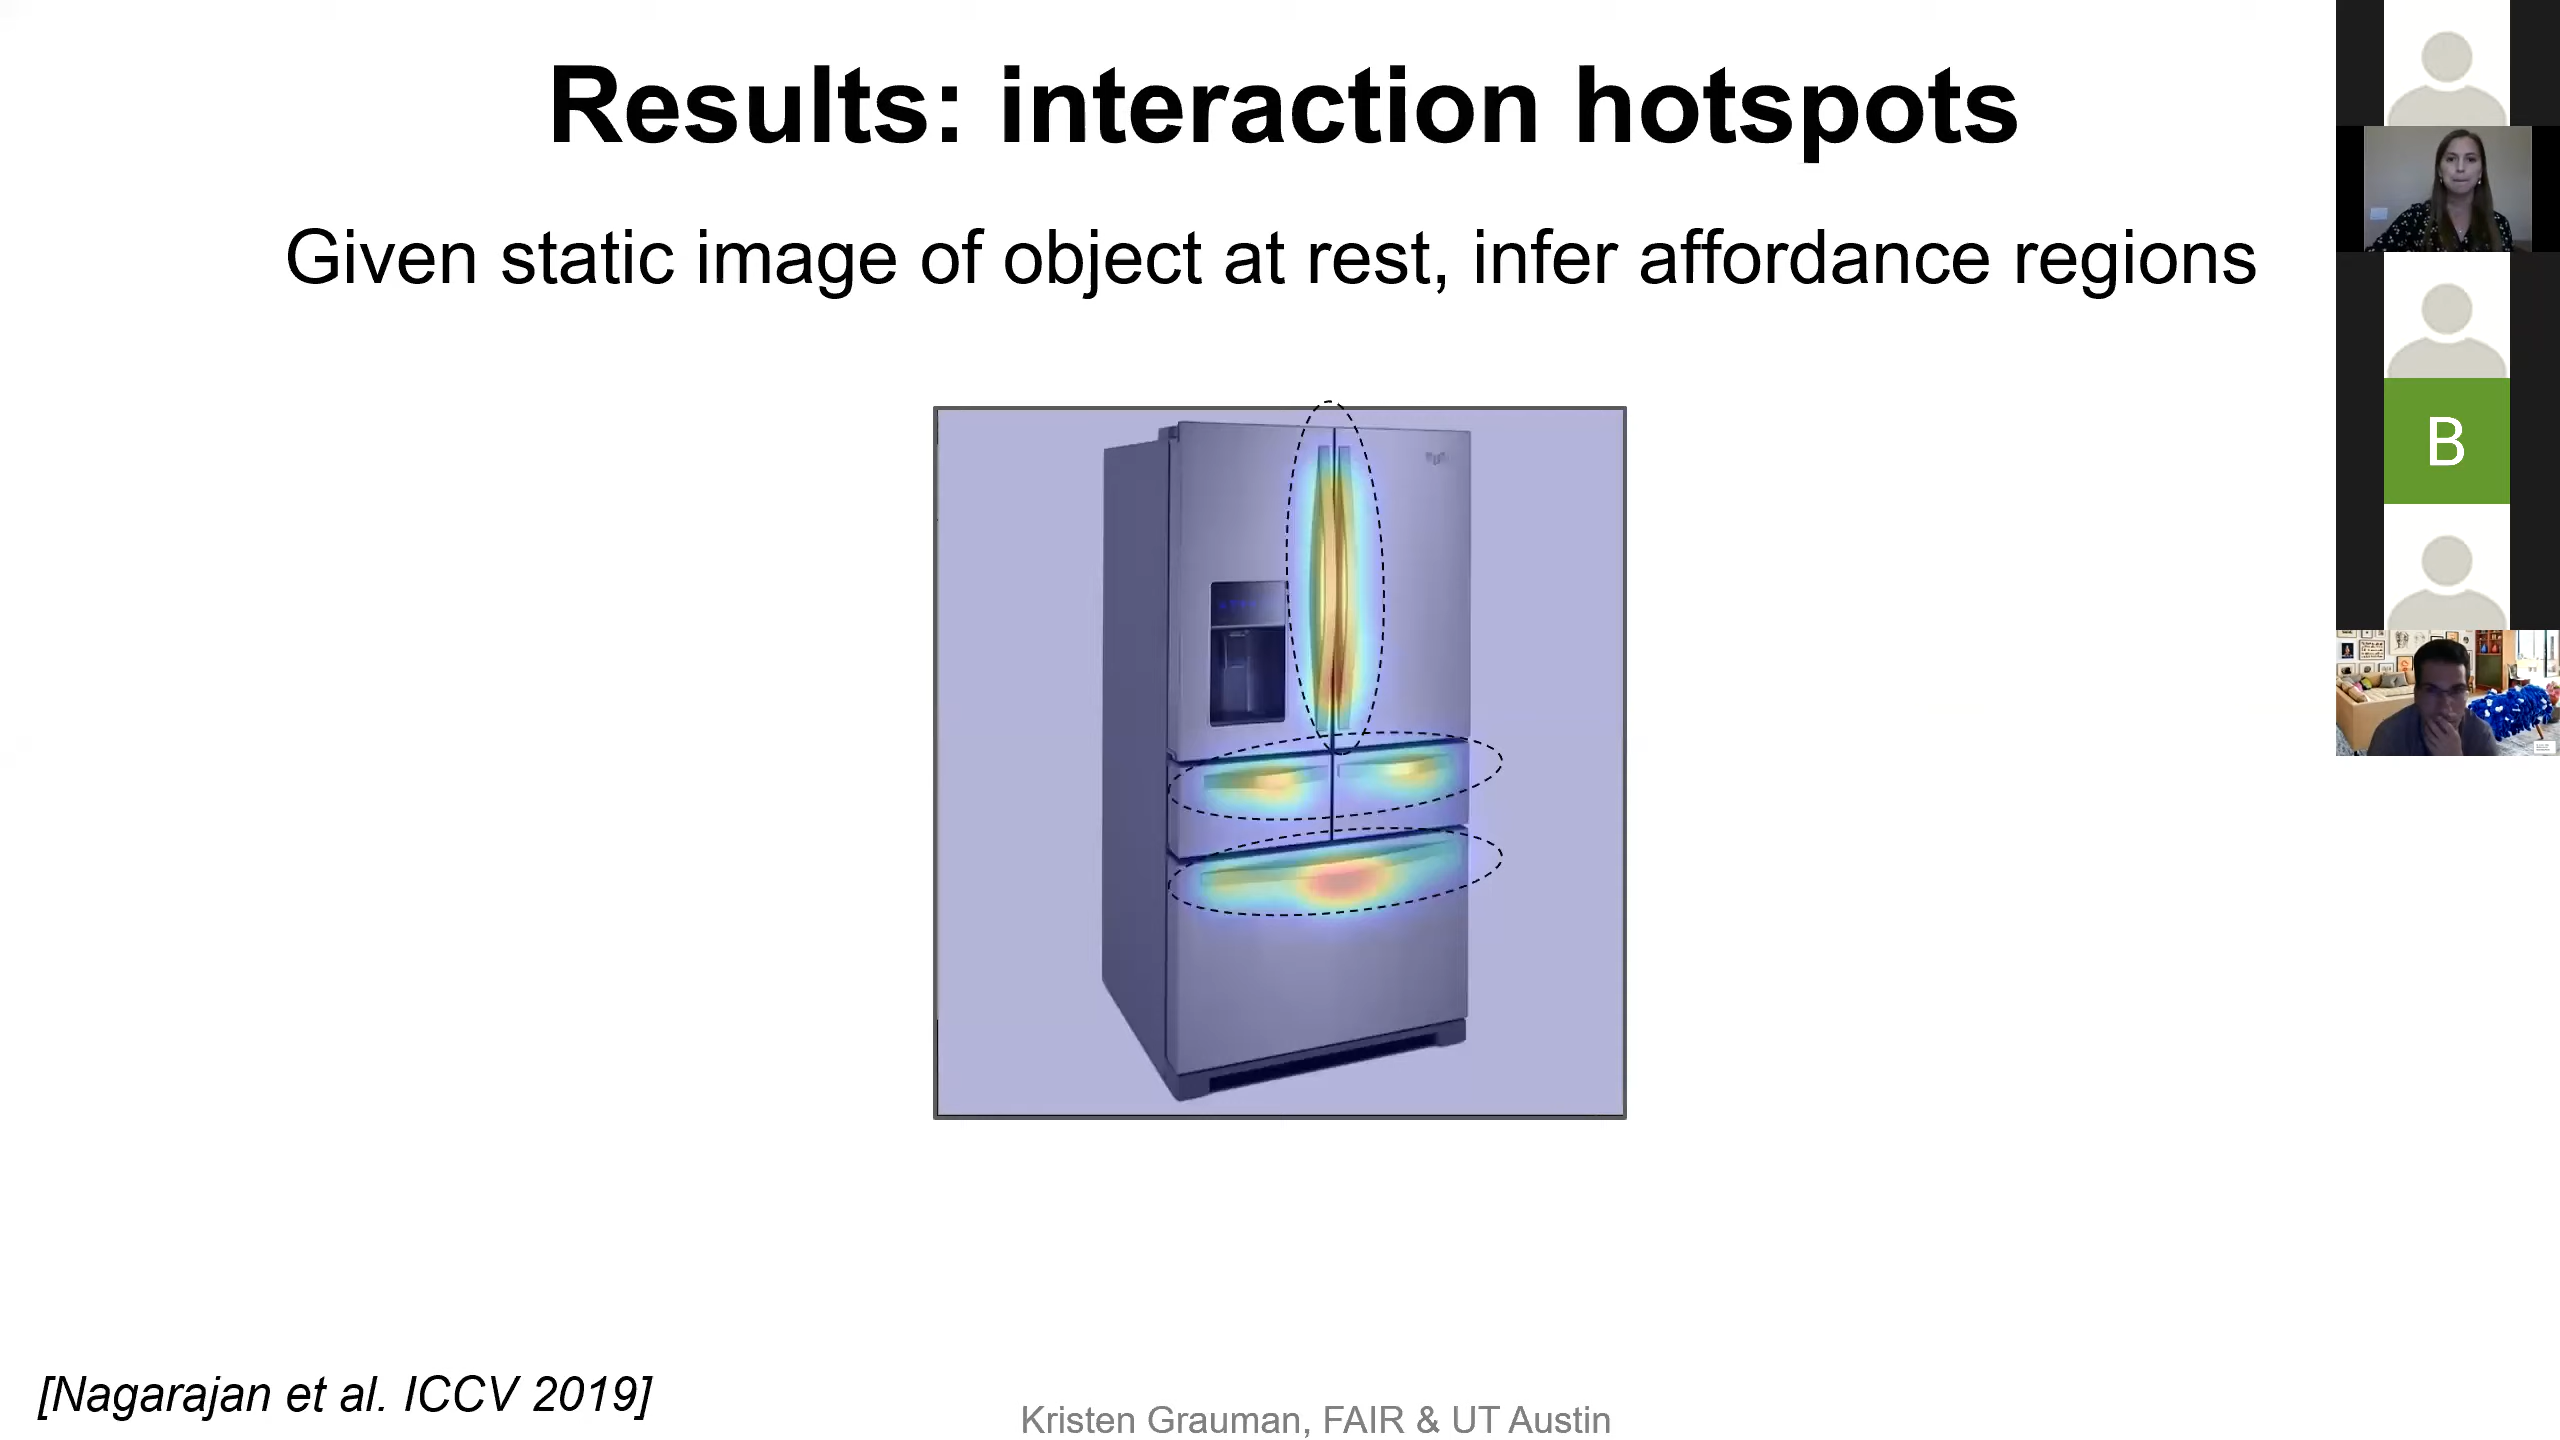 Results: interaction hotspots
Given static image of object at rest, infer affordance regions
B
[Nagarajan et al. ICCV 2019]
Kristen Grauman, FAIR & UT Austin